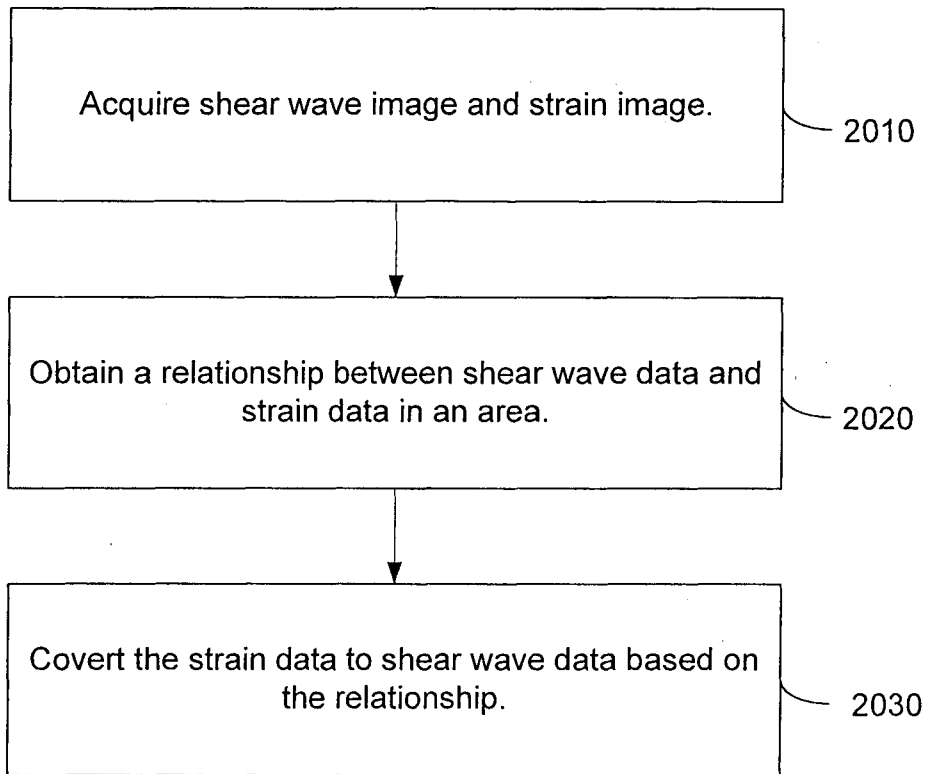 Acquire shear wave image and strain image.
2010
Obtain a relationship between shear wave data and
strain data in an area.
2020
Covert the strain data to shear wave data based on
the relationship.
2030